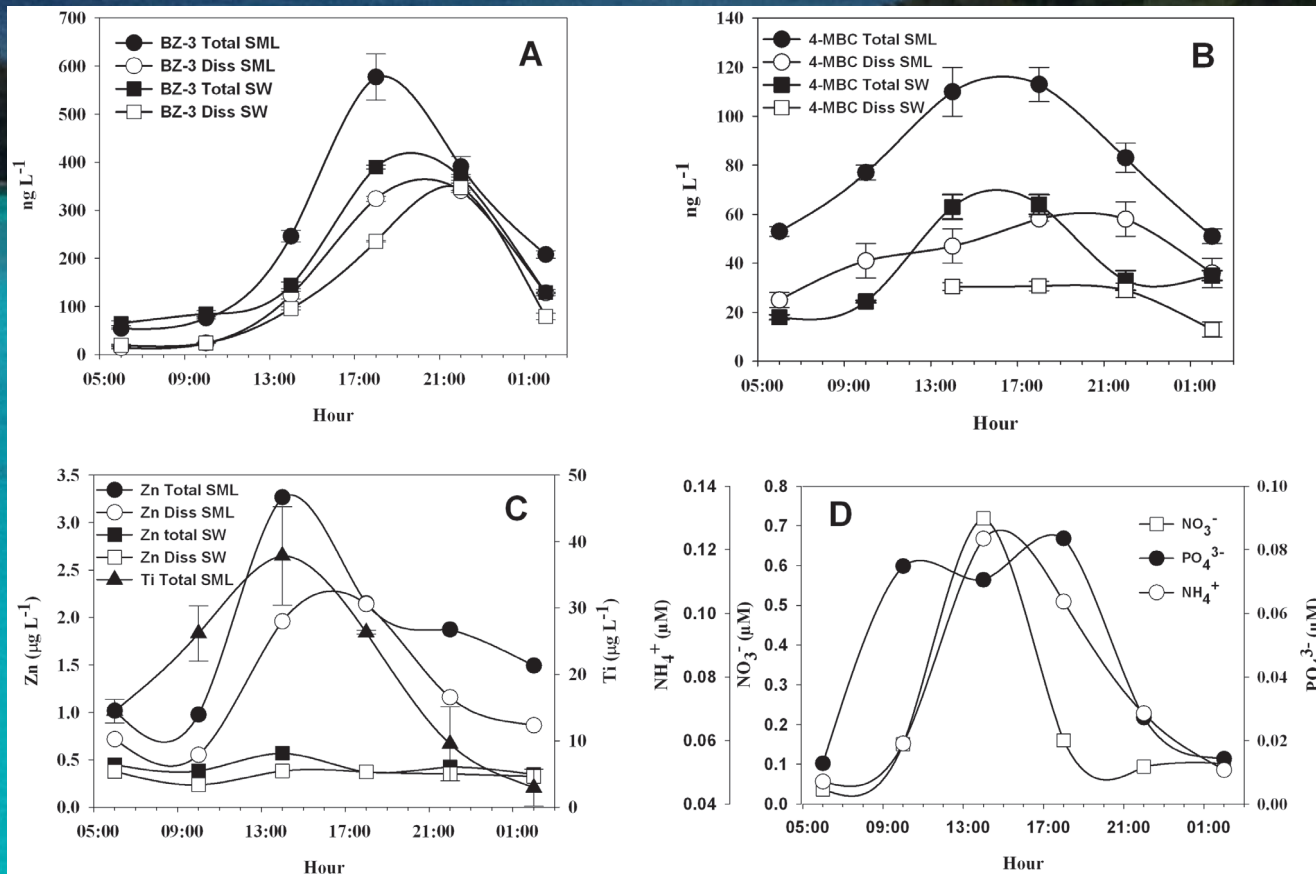 A
BZ-3 Total SML
BZ-3 Diss SML
BZ-3 Total SW
BZ-3 Diss SW
700
600
500
400
300
200
100
0
ng L-1
05:00 09:00 13:00 17:00 21:00 01:00
Hour
B
4-MBC Total SML
4-MBC Diss SML
4-MBC Total SW
4-MBC Diss SW
140
120
100
80
60
40
20
0
ng L-1
05:00 09:00 13:00 17:00 21:00 01:00
Hour
C
Zn Total SML
Zn Diss SML
Zn total SW
Zn Diss SW
Ti Total SML
3.5
3.0
2.5
2.0
1.5
1.0
0.5
0.0
Zn (µg L-1)
50
40
30
20
10
0
Ti (µg L-1)
05:00 09:00 13:00 17:00 21:00 01:00
Hour
D
NO3-
PO43-
NH4+
0.14
0.12
0.10
0.08
0.06
0.04
NH4+ (µM)
0.8
0.7
0.6
0.5
0.4
0.3
0.2
0.1
0.0
NO3- (µM)
0.10
0.08
0.06
0.04
0.02
0.00
PO43- (µM)
05:00 09:00 13:00 17:00 21:00 01:00
Hour